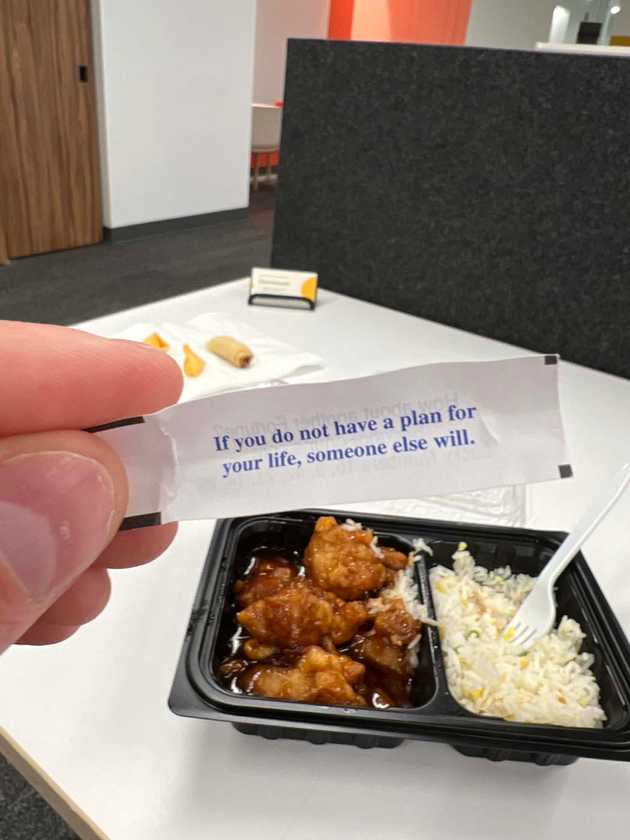 If you do not have a plan for
your life, someone else will.